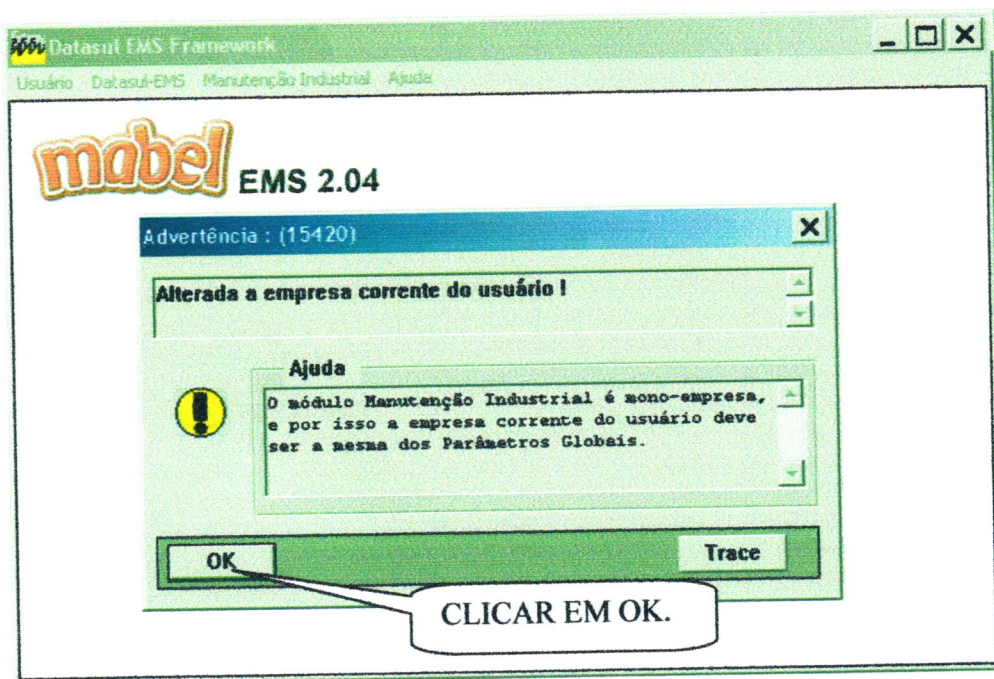 Datasul EMS Framework
Usuário Datasul-EMS Manutenção Industrial Ajuda
mabel EMS 2.04
Advertência : (15420)
Alterada a empresa corrente do usuário !
Ajuda
O módulo Manutenção Industrial é mono-empresa,
e por isso a empresa corrente do usuário deve
ser a mesma dos Parâmetros Globais.
OK
Trace
CLICAR EM OK.